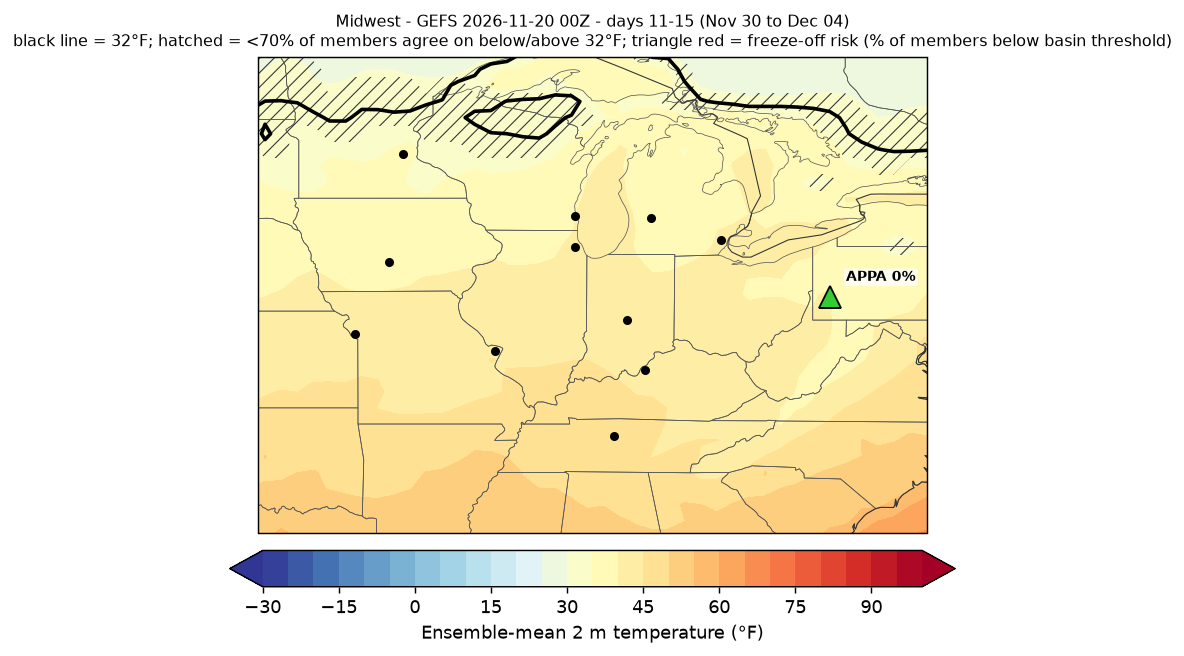 Midwest - GEFS 2026-11-20 00Z - days 11-15 (Nov 30 to Dec 04)
black line = 32°F; hatched = <70% of members agree on below/above 32°F; triangle red = freeze-off risk (% of members below basin threshold)
APPA 0%
−30 −15 0 15 30 45 60 75 90
Ensemble-mean 2 m temperature (°F)